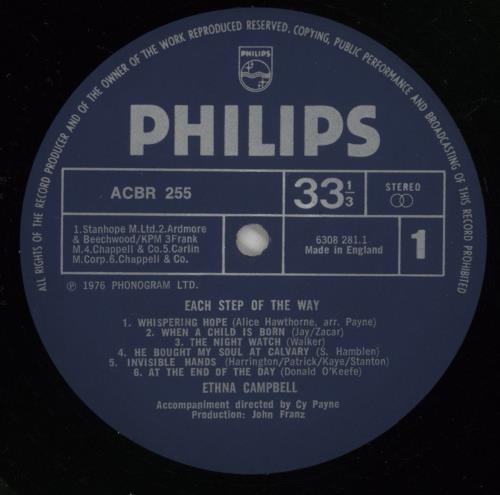 ALL RIGHTS OF THE RECORD PRODUCER AND OF THE OWNER OF THE WORK REPRODUCED RESERVED. COPYING, PUBLIC PERFORMANCE AND BROADCASTING OF THIS RECORD PROHIBITED
PHILIPS
PHILIPS
ACBR 255
33 1/3
STEREO
1.Stanhope M.Ltd.2.Ardmore
& Beechwood/KPM 3Frank
M.4.Chappell & Co.5.Carlin
M.Corp.6.Chappell & Co.
6308 281.1
Made in England
1
℗ 1976 PHONOGRAM LTD.
EACH STEP OF THE WAY
1. WHISPERING HOPE (Alice Hawthorne, arr. Payne)
2. WHEN A CHILD IS BORN (Jay/Zacar)
3. THE NIGHT WATCH (Walker)
4. HE BOUGHT MY SOUL AT CALVARY (S. Hamblen)
5. INVISIBLE HANDS (Harrington/Patrick/Kaye/Stanton)
6. AT THE END OF THE DAY (Donald O'Keefe)
ETHNA CAMPBELL
Accompaniment directed by Cy Payne
Production: John Franz